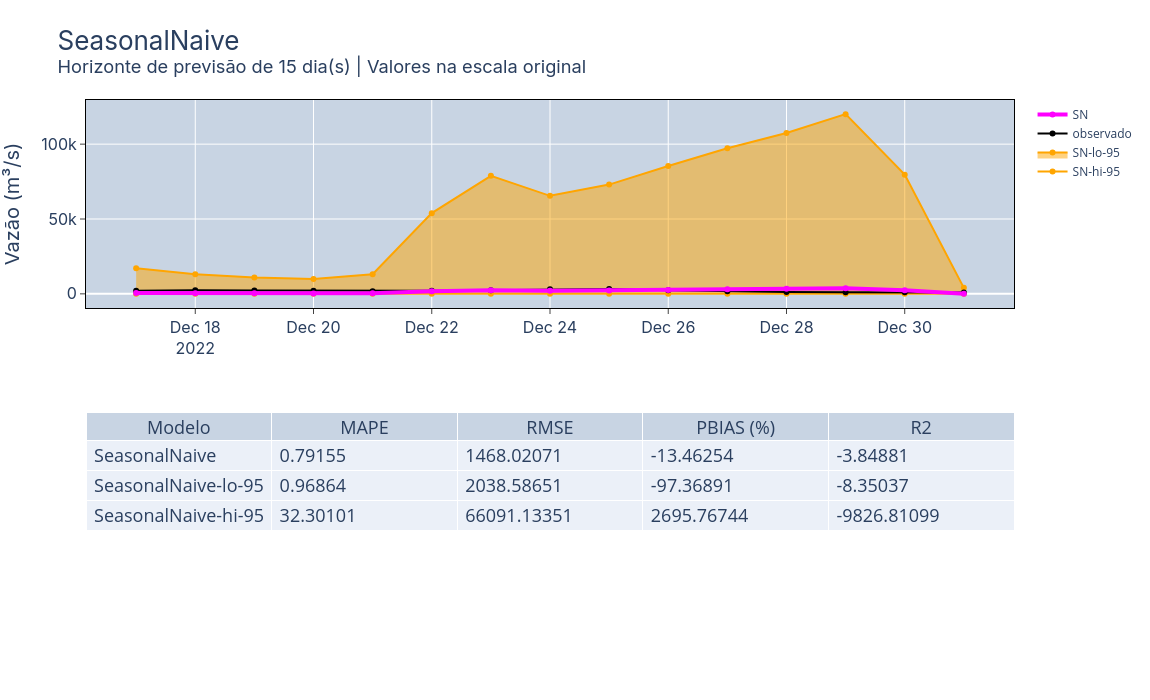 SeasonalNaive
Horizonte de previsão de 15 dia(s) | Valores na escala original
Vazão (m³/s)
100k
50k
0
Dec 18
2022
Dec 20
Dec 22
Dec 24
Dec 26
Dec 28
Dec 30
SN
observado
SN-lo-95
SN-hi-95
Modelo MAPE RMSE PBIAS (%) R2
SeasonalNaive 0.79155 1468.02071 -13.46254 -3.84881
SeasonalNaive-lo-95 0.96864 2038.58651 -97.36891 -8.35037
SeasonalNaive-hi-95 32.30101 66091.13351 2695.76744 -9826.81099